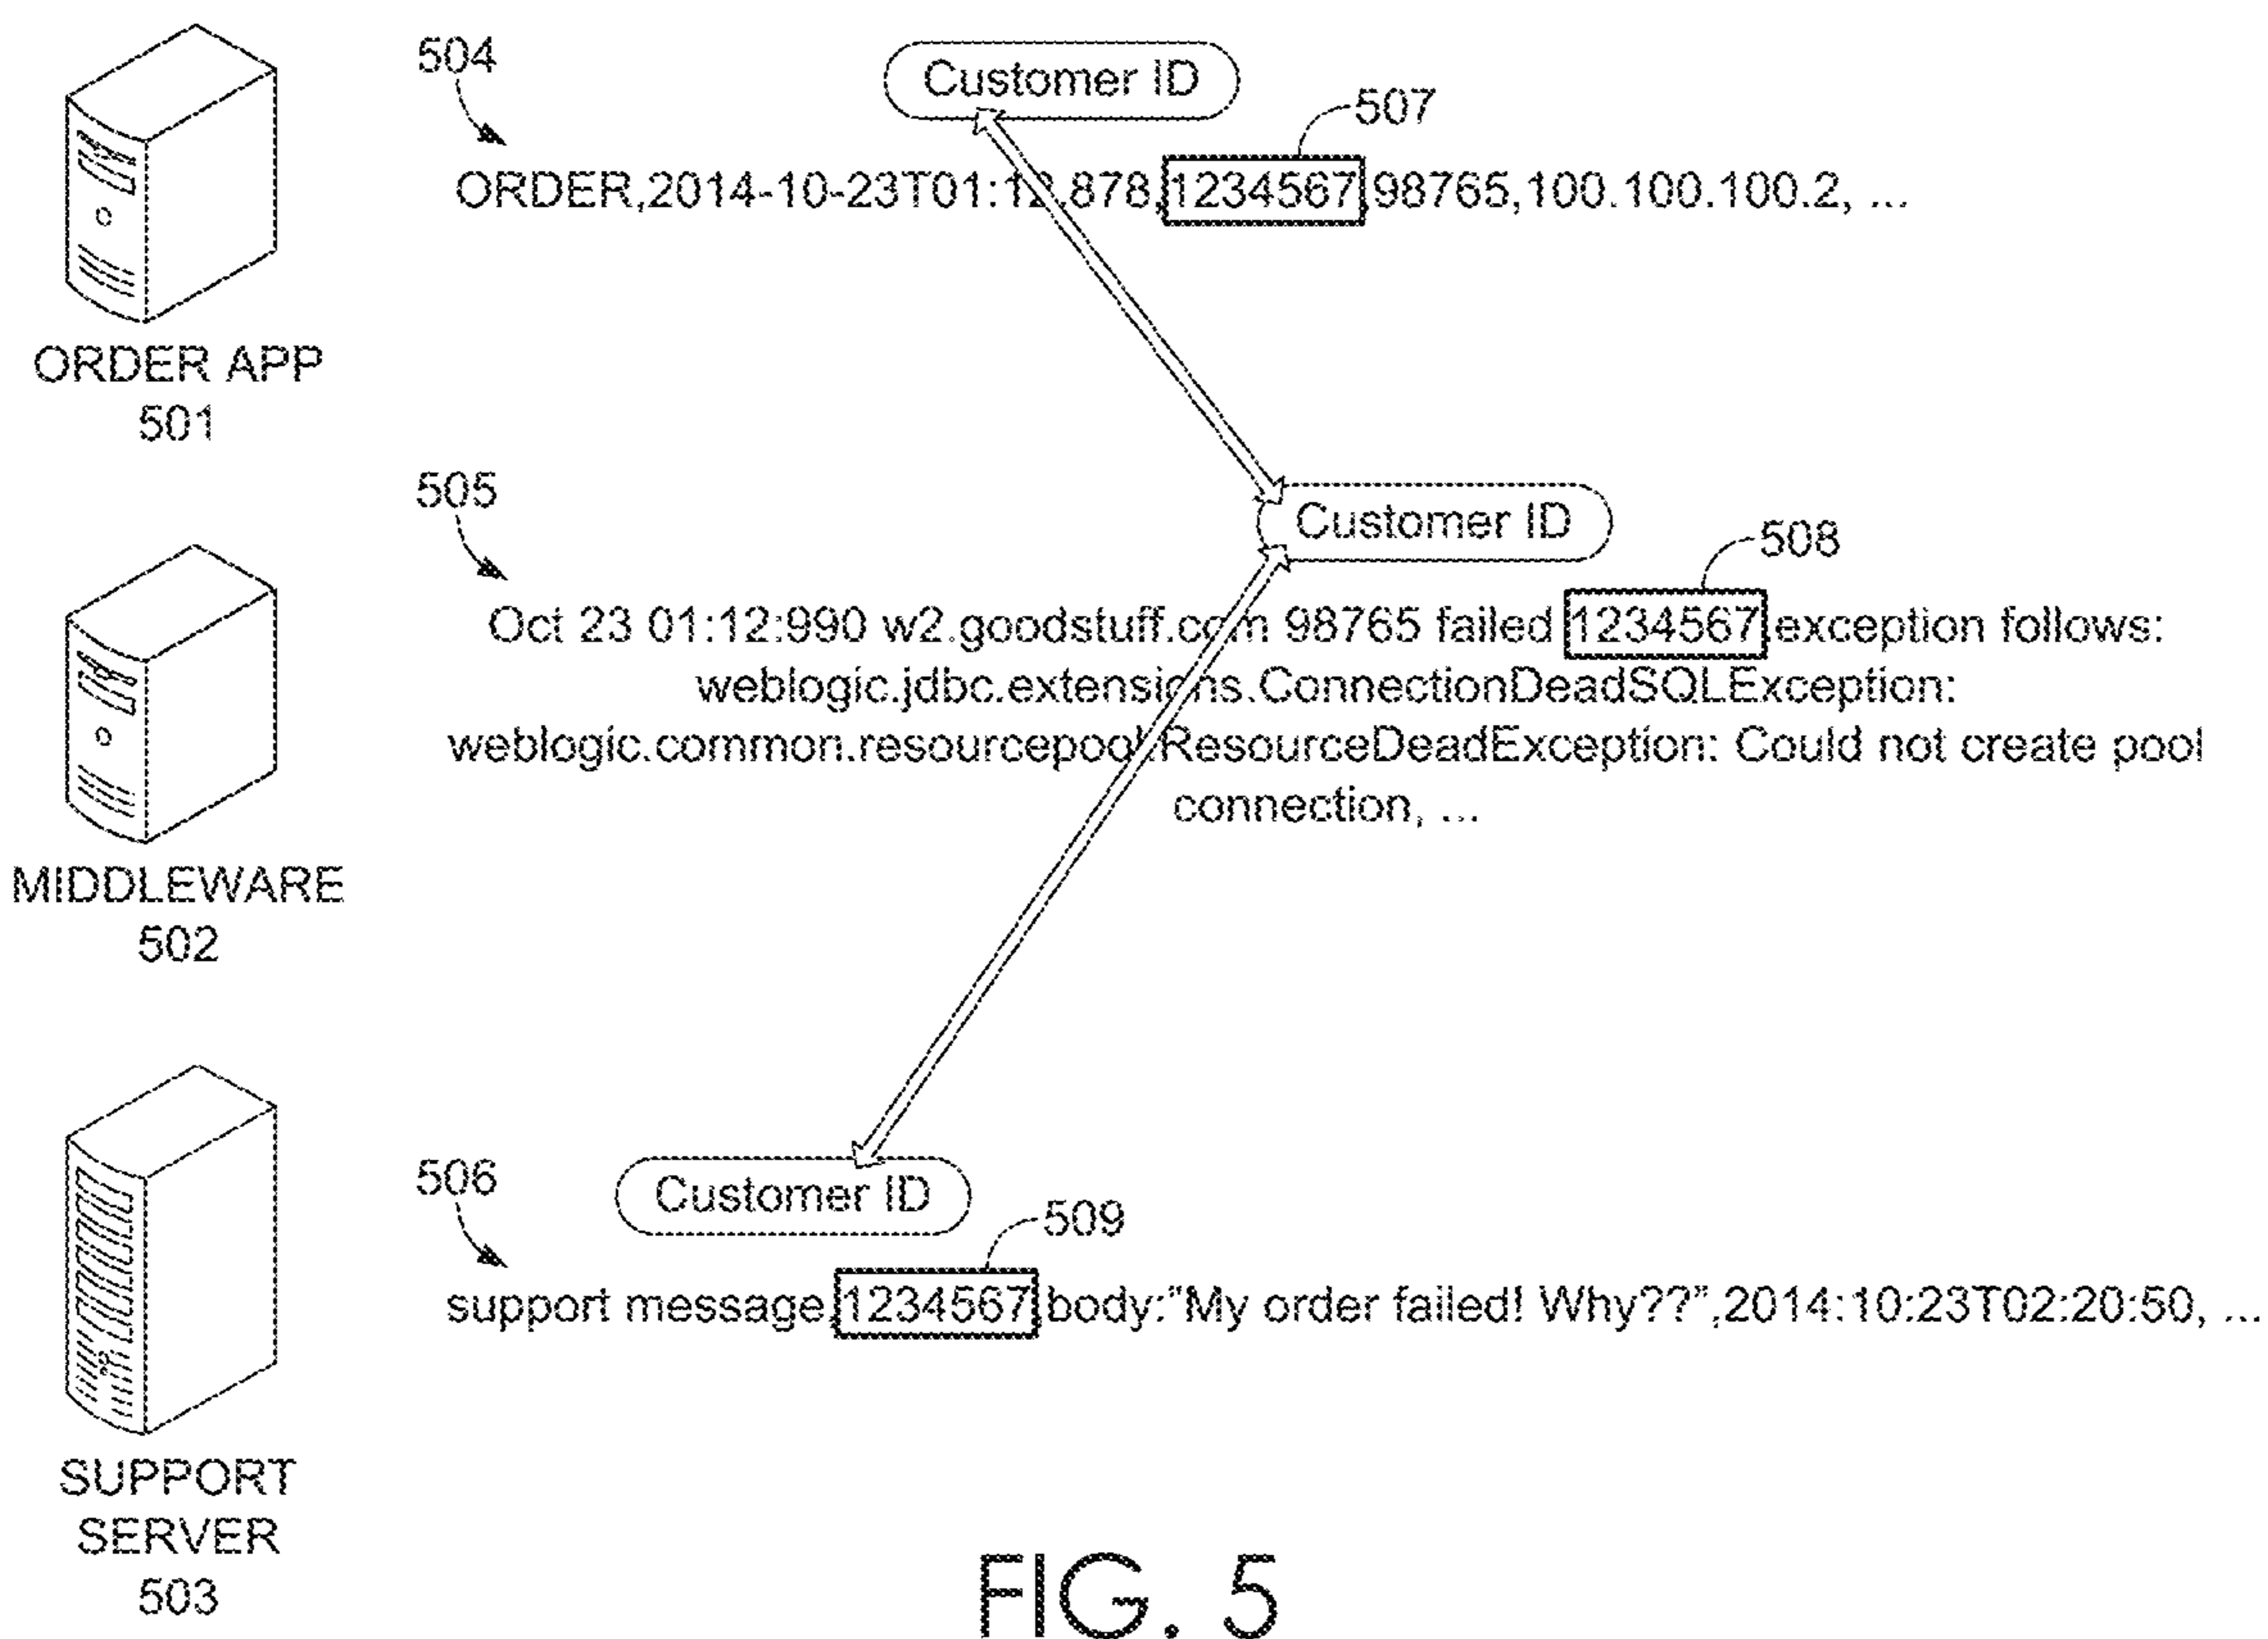 504
Customer ID
507
ORDER,2014-10-23T01:12.878,1234567,98765,100.100.100.2, ...
ORDER APP
501
505
Customer ID
508
Oct 23 01:12:990 w2.goodstuff.com 98765 failed 1234567 exception follows:
weblogic.jdbc.extensions.ConnectionDeadSQLException:
weblogic.common.resourcepool.ResourceDeadException: Could not create pool
connection, ...
MIDDLEWARE
502
506
Customer ID
509
support message,1234567,body:"My order failed! Why??",2014:10:23T02:20:50, ...
SUPPORT
SERVER
503
FIG. 5